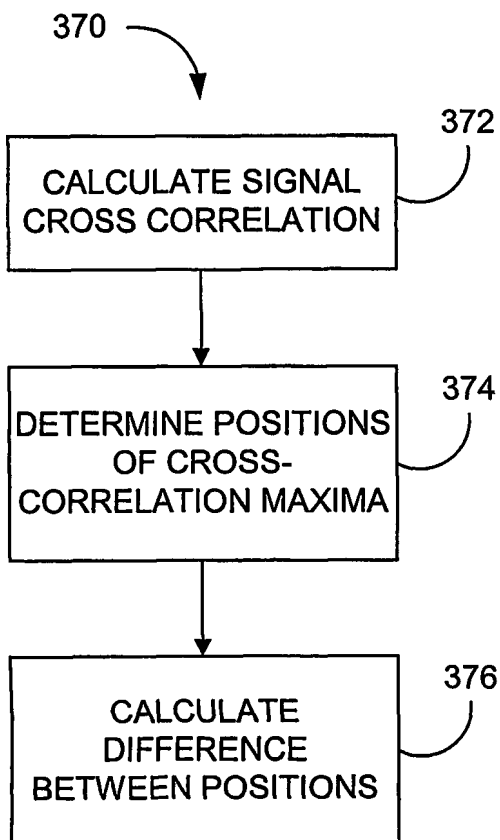 370
372
CALCULATE SIGNAL
CROSS CORRELATION
374
DETERMINE POSITIONS
OF CROSS-
CORRELATION MAXIMA
376
CALCULATE
DIFFERENCE
BETWEEN POSITIONS